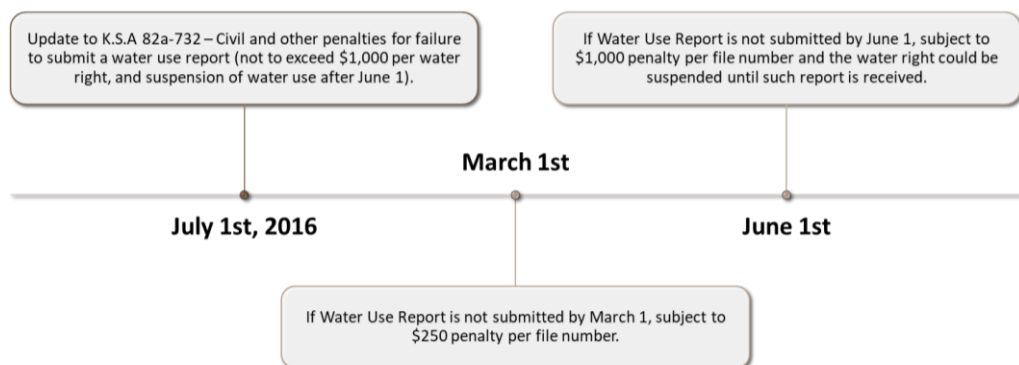 Update to K.S.A 82a-732 – Civil and other penalties for failure
to submit a water use report (not to exceed $1,000 per water
right, and suspension of water use after June 1).
If Water Use Report is not submitted by June 1, subject to
$1,000 penalty per file number and the water right could be
suspended until such report is received.
March 1st
July 1st, 2016
June 1st
If Water Use Report is not submitted by March 1, subject to
$250 penalty per file number.